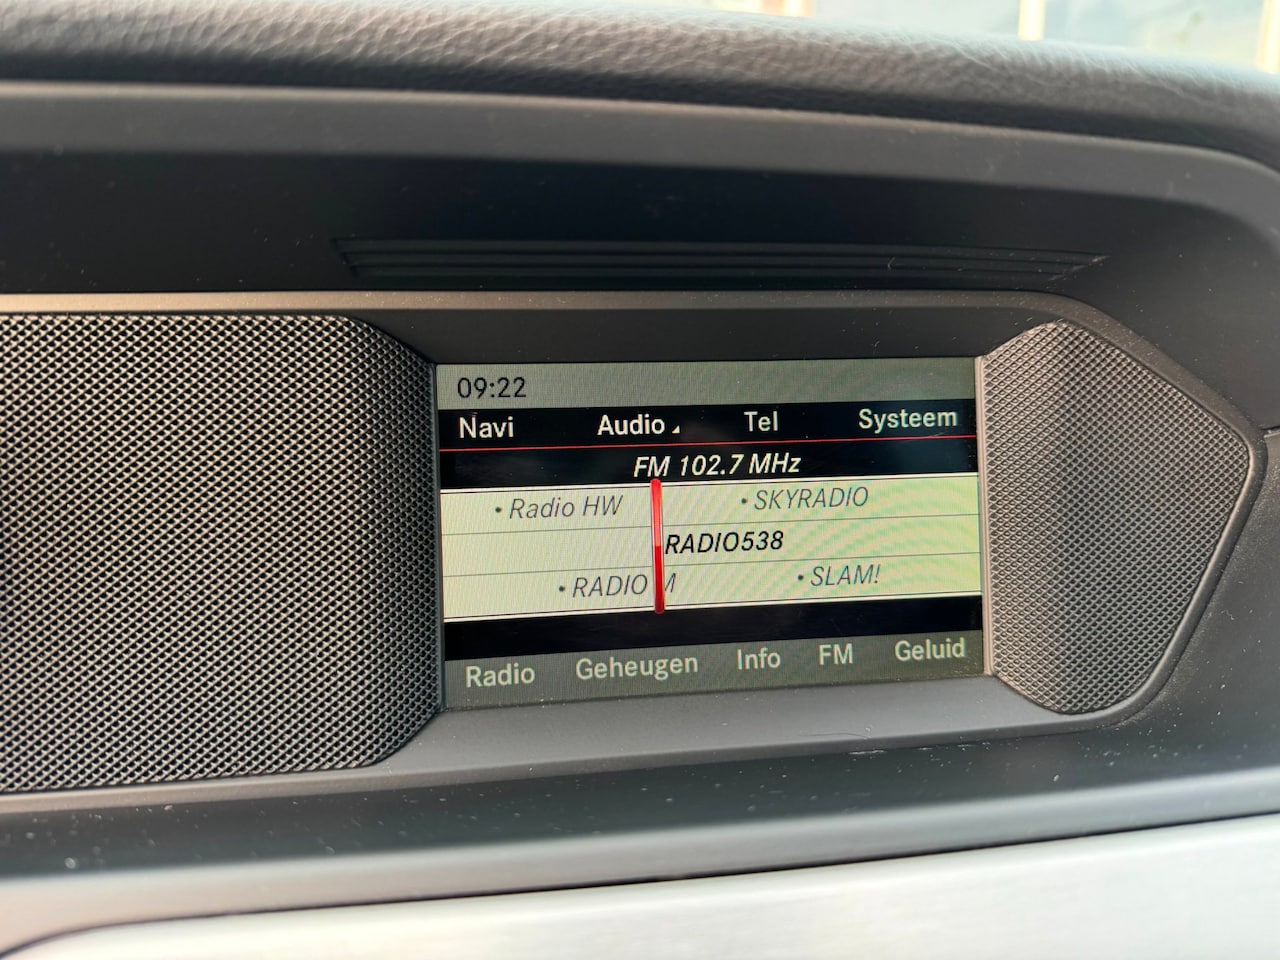 09:22
Navi Audio Tel Systeem
FM 102.7 MHz
• Radio HW • SKYRADIO
RADIO538
• RADIO M • SLAM!
Radio Geheugen Info FM Geluid